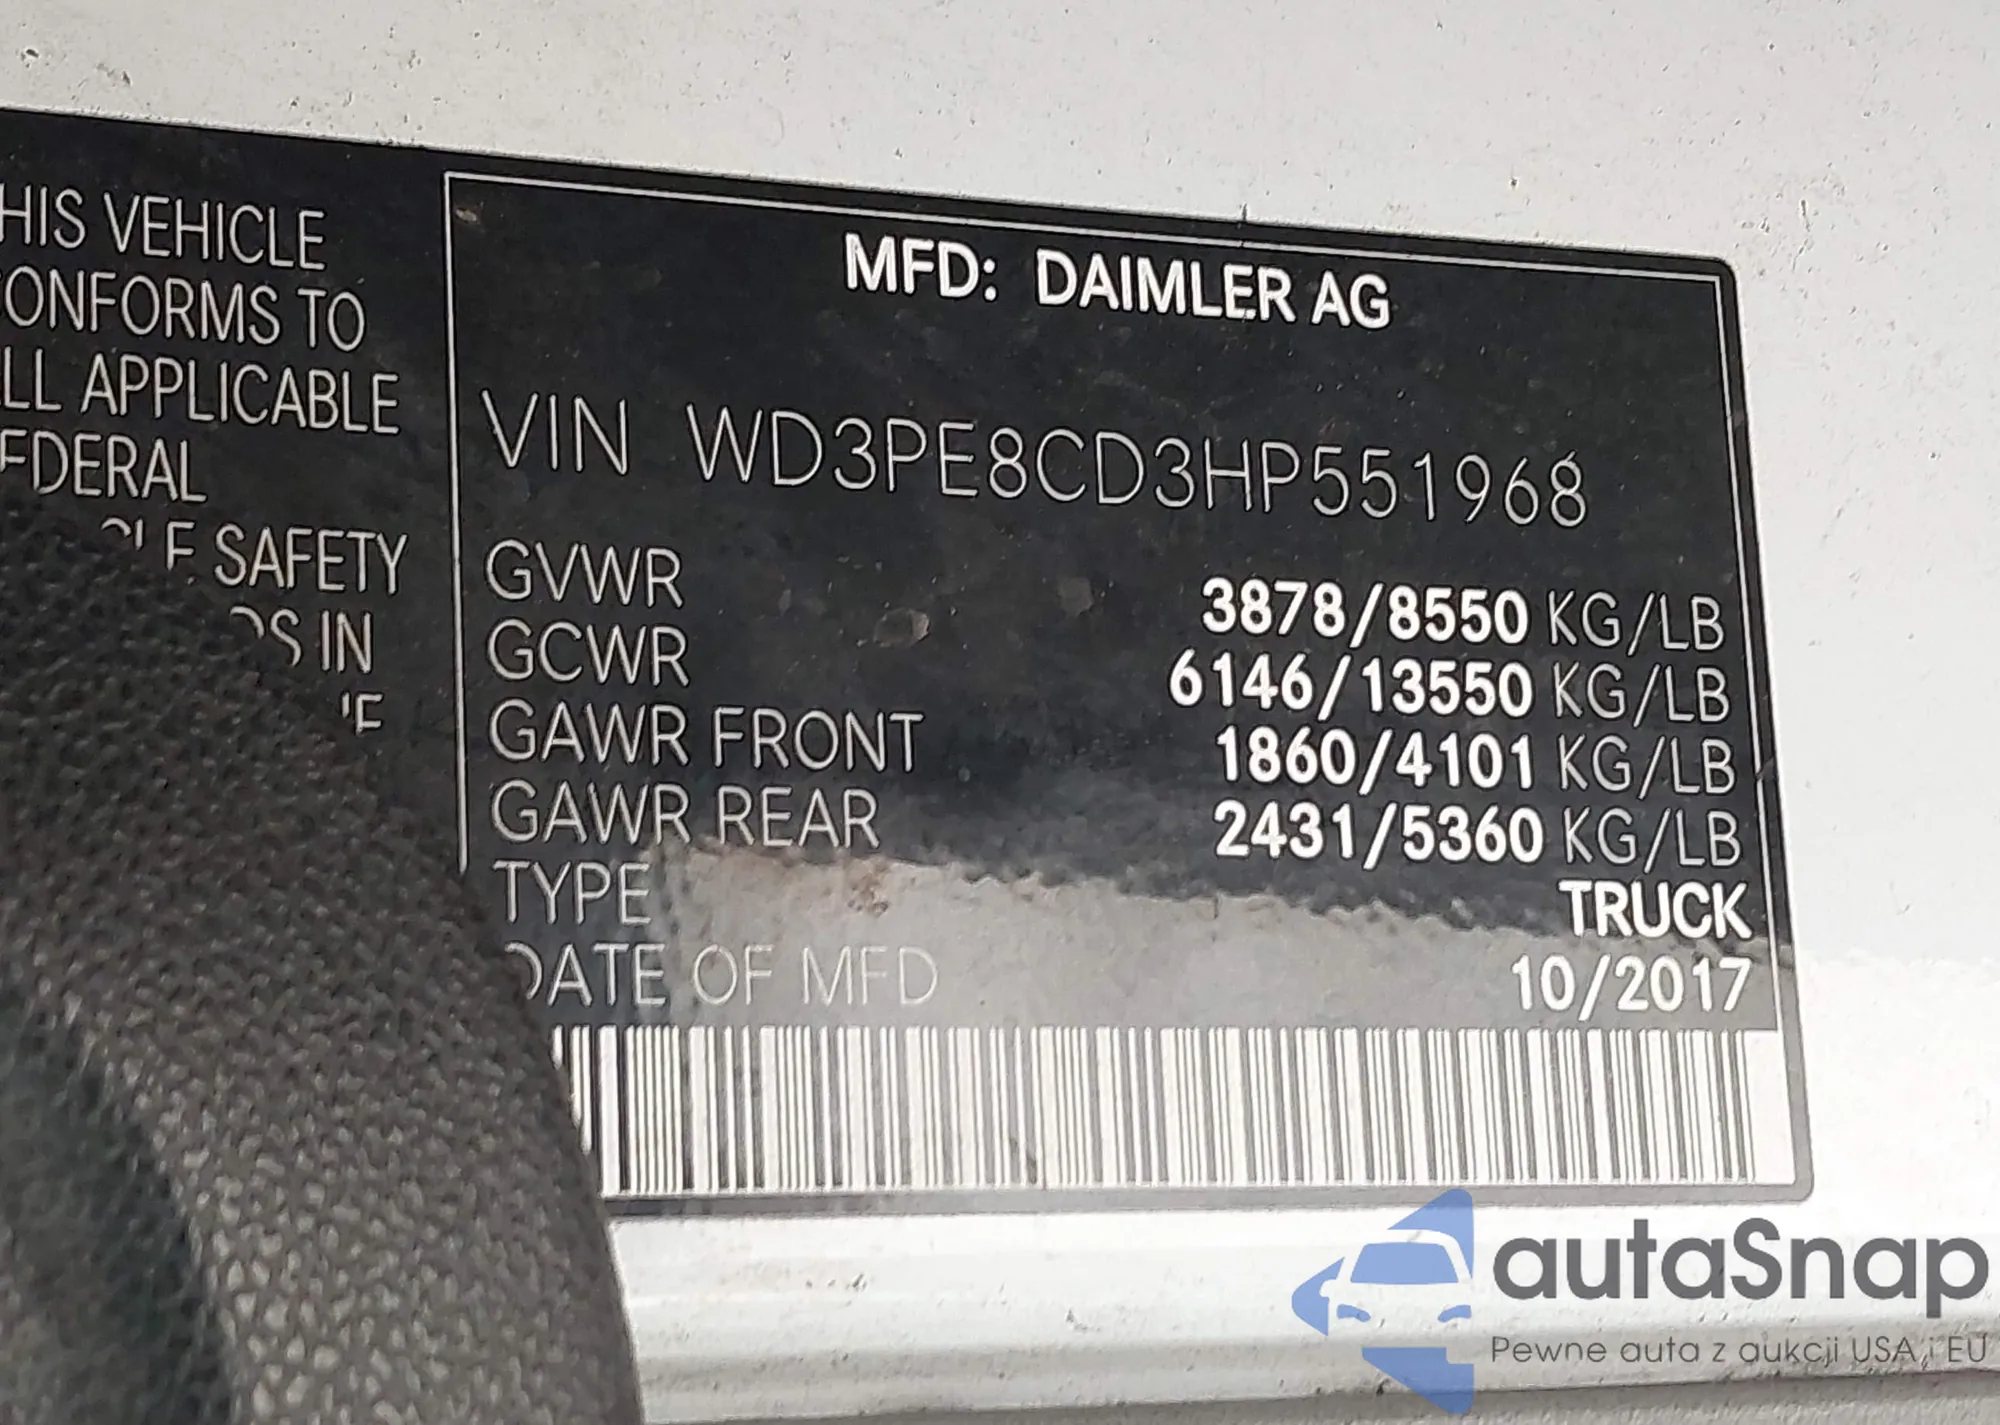 HIS VEHICLE
CONFORMS TO
LL APPLICABLE
FDERAL
SAFETY
IN
MFD: DAIMLER AG
VIN WD3PE8CD3HP551968
GVWR 3878/8550 KG/LB
GCWR 6146/13550 KG/LB
GAWR FRONT 1860/4101 KG/LB
GAWR REAR 2431/5360 KG/LB
TYPE TRUCK
DATE OF MFD 10/2017
autaSnap
Pewne auta z aukcji USA i EU